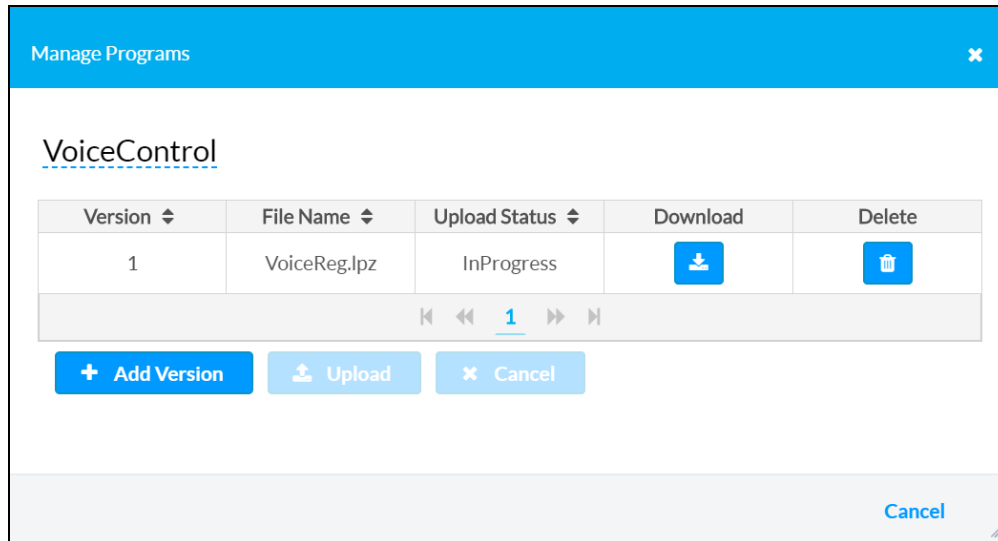 Manage Programs
VoiceControl
Version File Name Upload Status Download Delete
1 VoiceReg.lpz InProgress
1
Add Version Upload Cancel
Cancel